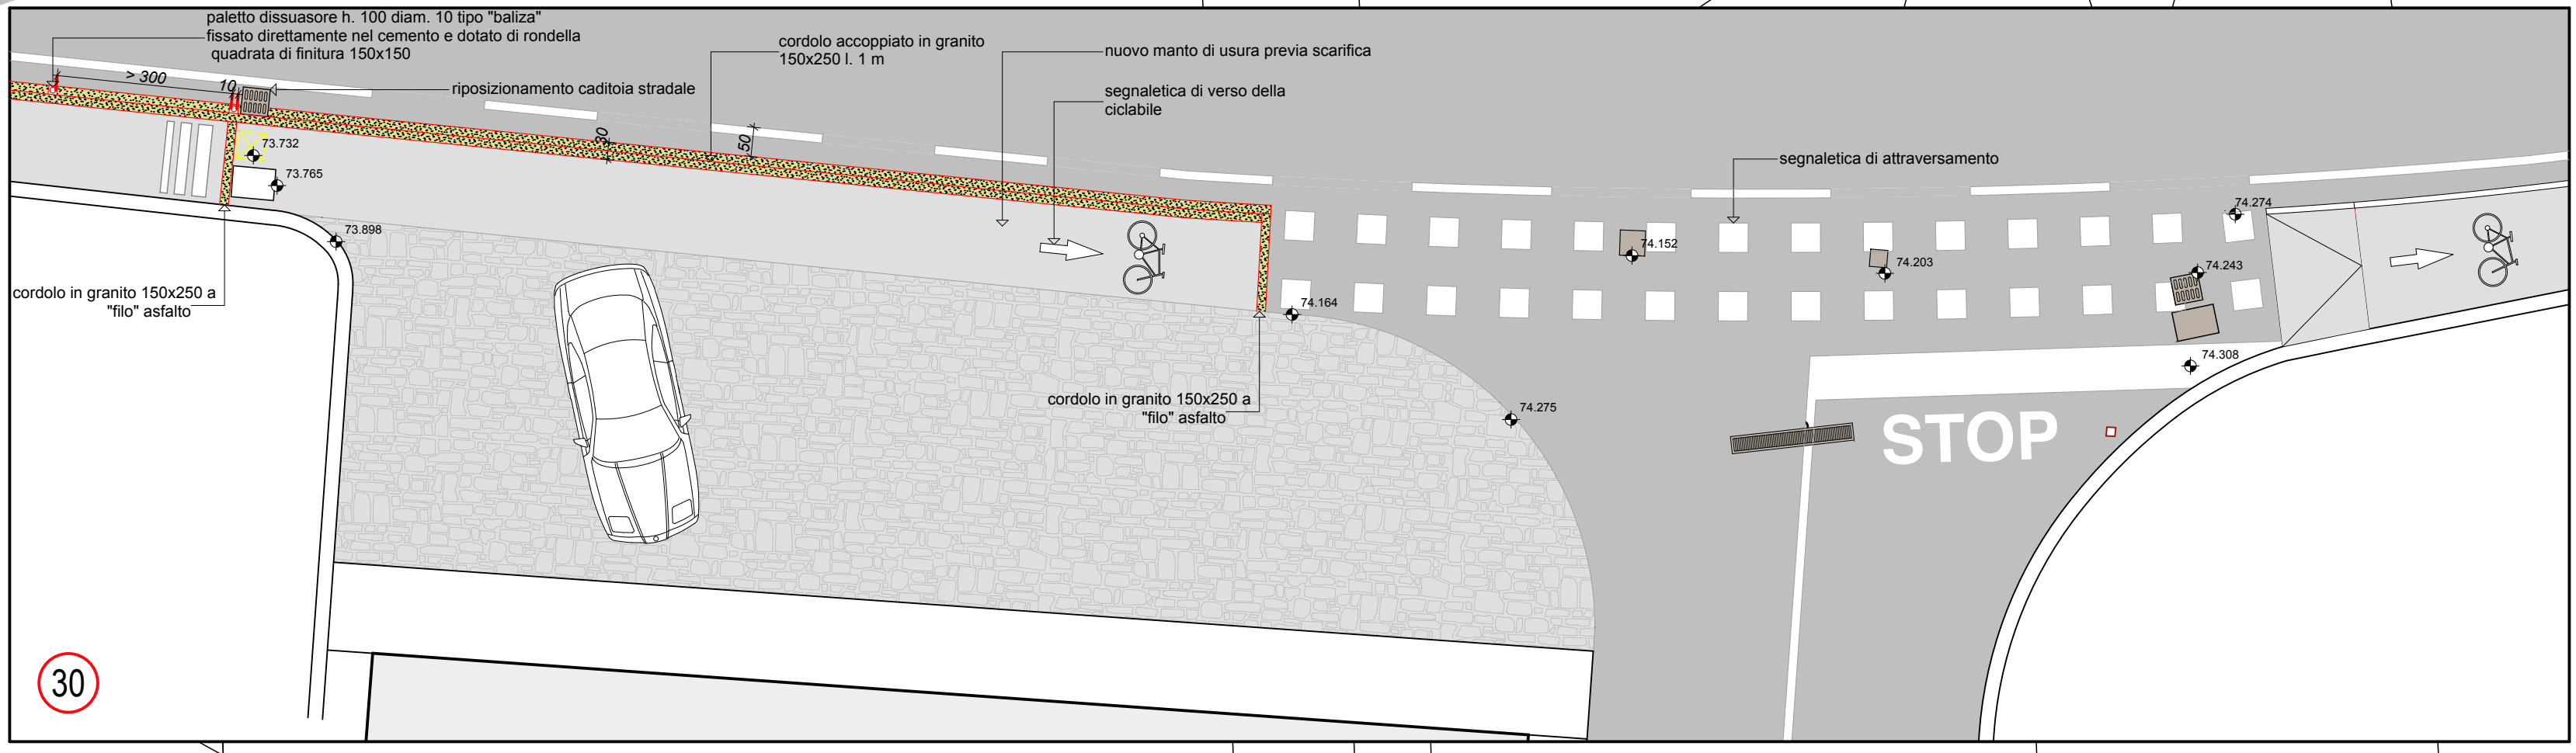 paletto dissuasore h. 100 diam. 10 tipo "baliza"
fissato direttamente nel cemento e dotato di rondella
quadrata di finitura 150x150
> 300
10
riposizionamento caditoia stradale
cordolo accoppiato in granito
150x250 l. 1 m
nuovo manto di usura previa scarifica
segnaletica di verso della
ciclabile
30
50
segnaletica di attraversamento
73.732
73.765
73.898
cordolo in granito 150x250 a
"filo" asfalto
74.164
cordolo in granito 150x250 a
"filo" asfalto
74.275
74.152
74.203
74.274
74.243
74.308
STOP
30